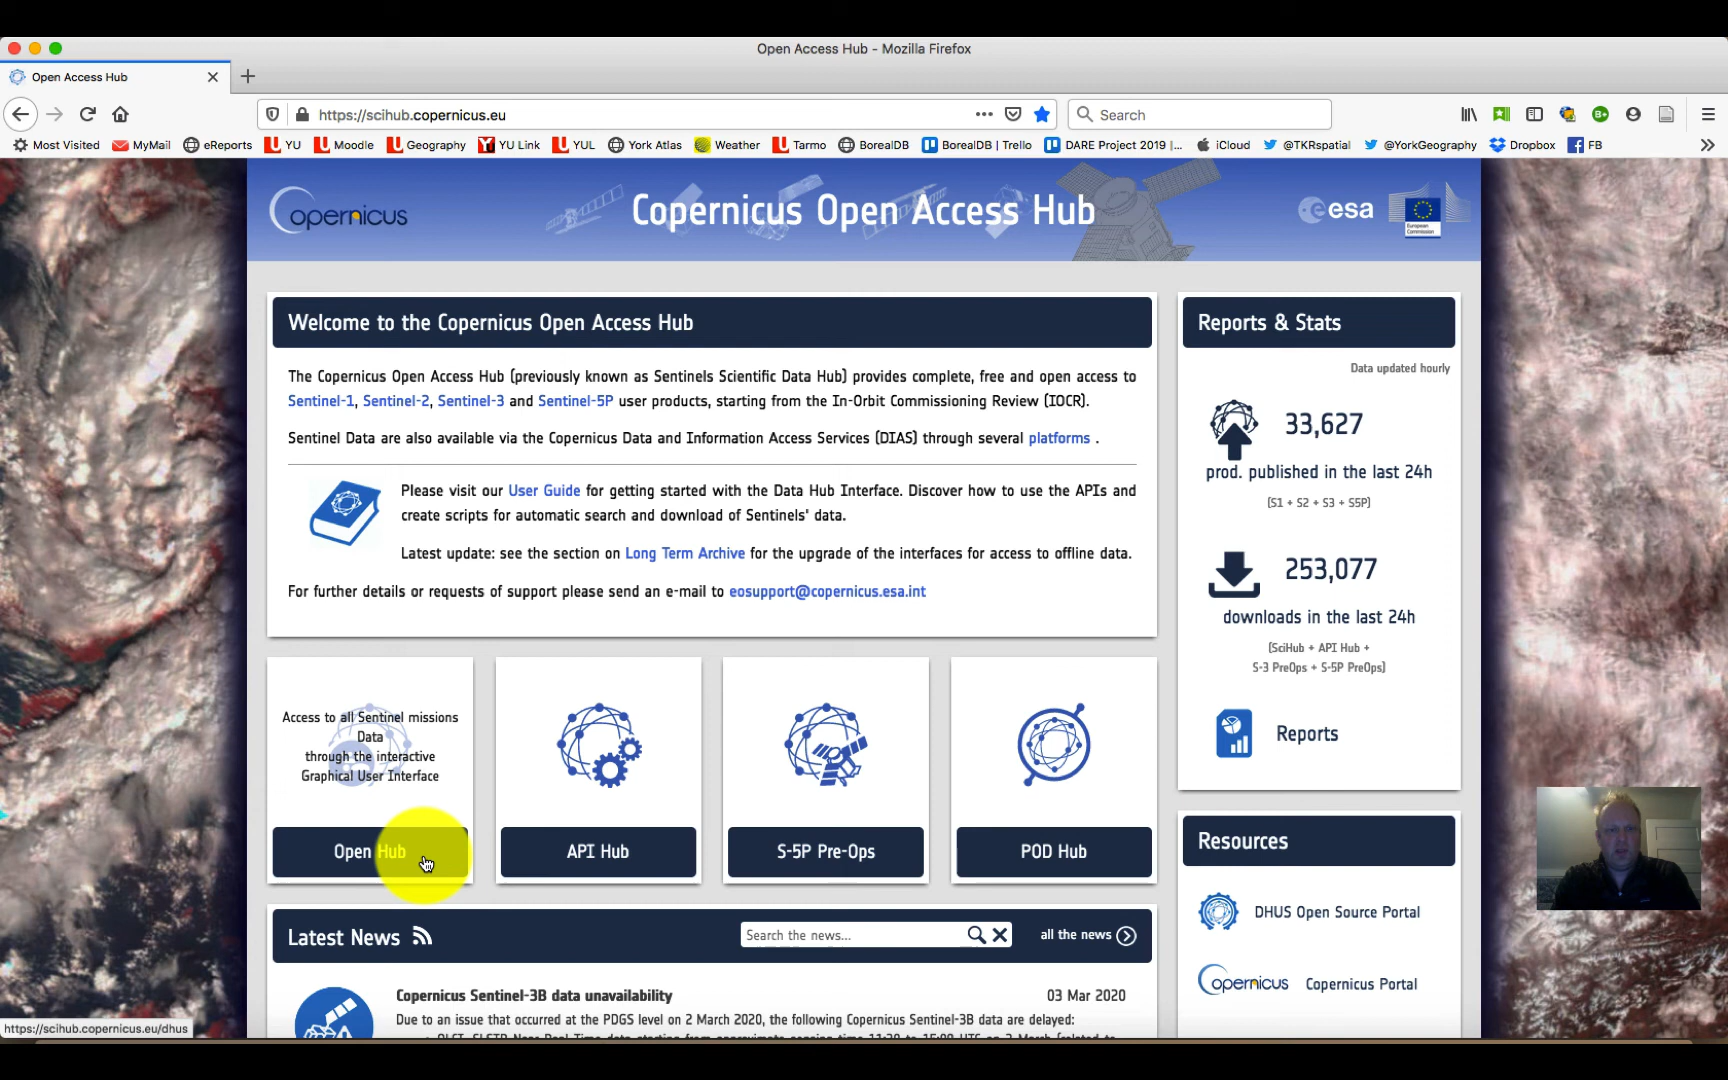 Open Access Hub - Mozilla Firefox
Open Access Hub
https://scihub.copernicus.eu
Search
Most Visited MyMail eReports YU Moodle Geography YU Link YUL York Atlas Weather Tarmo BorealDB BorealDB | Trello DARE Project 2019 |... iCloud @TKRspatial @YorkGeography Dropbox FB
opernicus
Copernicus Open Access Hub
esa
European Commission
Welcome to the Copernicus Open Access Hub
The Copernicus Open Access Hub (previously known as Sentinels Scientific Data Hub) provides complete, free and open access to
Sentinel-1, Sentinel-2, Sentinel-3 and Sentinel-5P user products, starting from the In-Orbit Commissioning Review (IOCR).
Sentinel Data are also available via the Copernicus Data and Information Access Services (DIAS) through several platforms .
Please visit our User Guide for getting started with the Data Hub Interface. Discover how to use the APIs and
create scripts for automatic search and download of Sentinels' data.
Latest update: see the section on Long Term Archive for the upgrade of the interfaces for access to offline data.
For further details or requests of support please send an e-mail to eosupport@copernicus.esa.int
Reports & Stats
Data updated hourly
33,627
prod. published in the last 24h
(S1 + S2 + S3 + S5P)
253,077
downloads in the last 24h
(SciHub + API Hub +
S-3 PreOps + S-5P PreOps)
Reports
Access to all Sentinel missions
Data
through the interactive
Graphical User Interface
Open Hub
API Hub
S-5P Pre-Ops
POD Hub
Resources
DHUS Open Source Portal
opernicus Copernicus Portal
Latest News
Search the news...
all the news
Copernicus Sentinel-3B data unavailability
03 Mar 2020
Due to an issue that occurred at the PDGS level on 2 March 2020, the following Copernicus Sentinel-3B data are delayed:
https://scihub.copernicus.eu/dhus